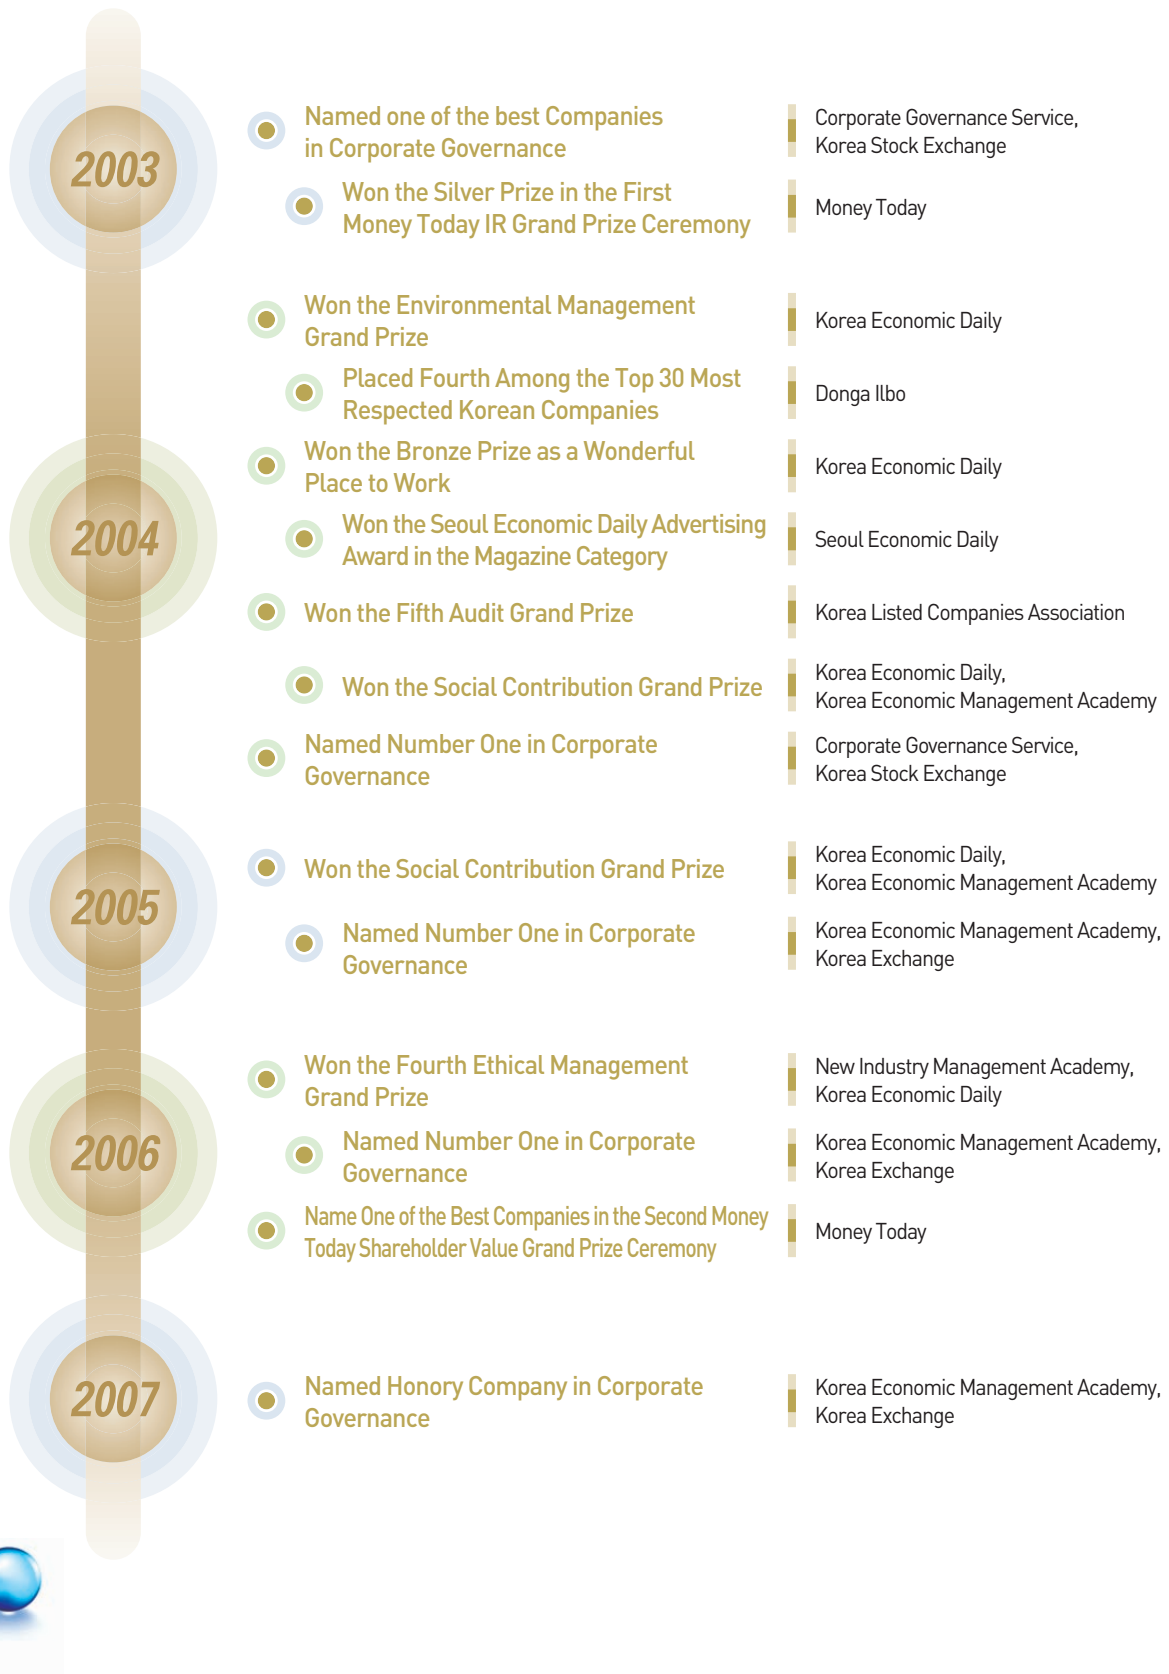 2003
Named one of the best Companies
in Corporate Governance
Corporate Governance Service,
Korea Stock Exchange
Won the Silver Prize in the First
Money Today IR Grand Prize Ceremony
Money Today
2004
Won the Environmental Management
Grand Prize
Korea Economic Daily
Placed Fourth Among the Top 30 Most
Respected Korean Companies
Donga Ilbo
Won the Bronze Prize as a Wonderful
Place to Work
Korea Economic Daily
Won the Seoul Economic Daily Advertising
Award in the Magazine Category
Seoul Economic Daily
Won the Fifth Audit Grand Prize
Korea Listed Companies Association
Won the Social Contribution Grand Prize
Korea Economic Daily,
Korea Economic Management Academy
Named Number One in Corporate
Governance
Corporate Governance Service,
Korea Stock Exchange
2005
Won the Social Contribution Grand Prize
Korea Economic Daily,
Korea Economic Management Academy
Named Number One in Corporate
Governance
Korea Economic Management Academy,
Korea Exchange
2006
Won the Fourth Ethical Management
Grand Prize
New Industry Management Academy,
Korea Economic Daily
Named Number One in Corporate
Governance
Korea Economic Management Academy,
Korea Exchange
Name One of the Best Companies in the Second Money
Today Shareholder Value Grand Prize Ceremony
Money Today
2007
Named Honory Company in Corporate
Governance
Korea Economic Management Academy,
Korea Exchange